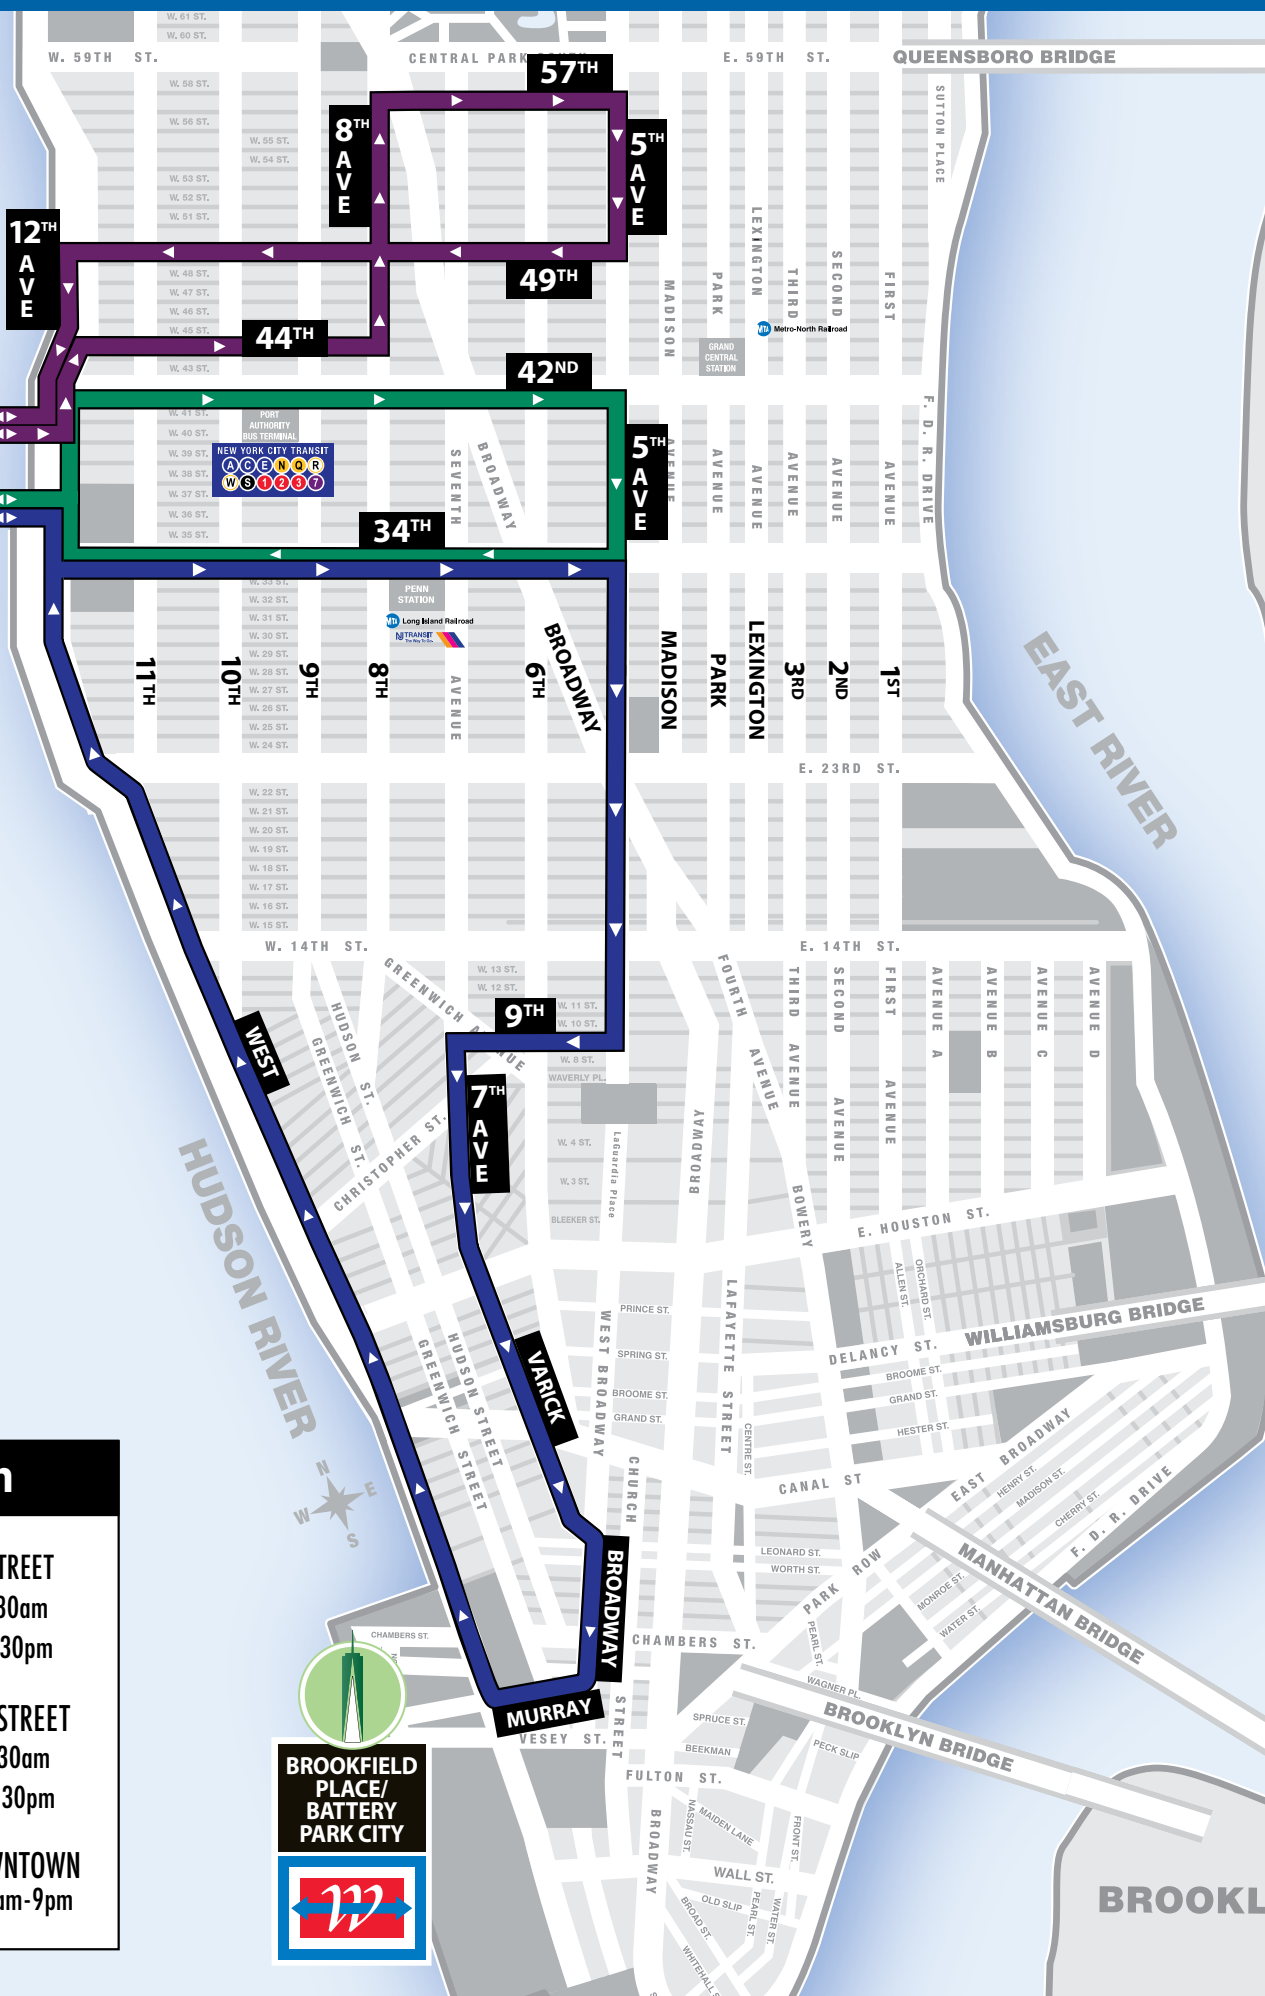 W. 61 ST.
W. 60 ST.
W. 59TH ST.
CENTRAL PARK
E. 59TH ST.
QUEENSBORO BRIDGE
57TH
W. 58 ST.
W. 56 ST.
W. 55 ST.
W. 54 ST.
W. 53 ST.
W. 52 ST.
W. 51 ST.
8TH AVE
5TH AVE
SUTTON PLACE
12TH AVE
49TH
W. 48 ST.
W. 47 ST.
W. 46 ST.
W. 45 ST.
44TH
W. 43 ST.
MADISON
PARK
LEXINGTON
THIRD
SECOND
FIRST
MTA Metro-North Railroad
GRAND
CENTRAL
STATION
42ND
W. 41 ST.
W. 40 ST.
W. 39 ST.
W. 38 ST.
W. 37 ST.
W. 36 ST.
W. 35 ST.
PORT
AUTHORITY
BUS TERMINAL
NEW YORK CITY TRANSIT
A C E N Q R
W S 1 2 3 7
SEVENTH
BROADWAY
5TH AVE
AVENUE
AVENUE
AVENUE
AVENUE
AVENUE
AVENUE
F. D. R. DRIVE
34TH
W. 33 ST.
W. 32 ST.
W. 31 ST.
W. 30 ST.
W. 29 ST.
W. 28 ST.
W. 27 ST.
W. 26 ST.
W. 25 ST.
W. 24 ST.
PENN
STATION
MTA Long Island Railroad
NJ TRANSIT
The Way To Go.
11TH
10TH
9TH
8TH
AVENUE
6TH
BROADWAY
MADISON
PARK
LEXINGTON
3RD
2ND
1ST
EAST RIVER
E. 23RD ST.
W. 22 ST.
W. 21 ST.
W. 20 ST.
W. 19 ST.
W. 18 ST.
W. 17 ST.
W. 16 ST.
W. 15 ST.
W. 14TH ST.
E. 14TH ST.
W. 13 ST.
W. 12 ST.
W. 11 ST.
W. 10 ST.
9TH
W. 8 ST.
WAVERLY PL.
GREENWICH AVENUE
HUDSON ST.
GREENWICH ST.
CHRISTOPHER ST.
WEST
7TH AVE
FOURTH AVENUE
THIRD AVENUE
SECOND AVENUE
FIRST AVENUE
AVENUE A
AVENUE B
AVENUE C
AVENUE D
W. 4 ST.
W. 3 ST.
BLEEKER ST.
LaGuardia Place
BROADWAY
BOWERY
E. HOUSTON ST.
HUDSON RIVER
ALLEN ST.
ORCHARD ST.
PRINCE ST.
SPRING ST.
BROOME ST.
GRAND ST.
WEST BROADWAY
LAFAYETTE STREET
CENTRE ST.
DELANCY ST.
WILLIAMSBURG BRIDGE
BROOME ST.
GRAND ST.
HESTER ST.
VARICK
HUDSON STREET
GREENWICH STREET
CHURCH STREET
CANAL ST
EAST BROADWAY
HENRY ST.
MADISON ST.
CHERRY ST.
F. D. R. DRIVE
N
E
W
S
LEONARD ST.
WORTH ST.
PARK ROW
MONROE ST.
WATER ST.
MANHATTAN BRIDGE
BROADWAY
CHAMBERS ST.
CHAMBERS ST.
PEARL ST.
WAGNER PL.
MURRAY
VESEY ST.
SPRUCE ST.
BEEKMAN
PECK SLIP
BROOKLYN BRIDGE
FULTON ST.
BROADWAY
NASSAU ST.
MAIDEN LANE
FRONT ST.
WALL ST.
OLD SLIP
PEARL ST.
WATER ST.
BROAD ST.
WHITEHALL S
BROOKL
BROOKFIELD
PLACE/
BATTERY
PARK CITY
W
n
TREET
30am
30pm
STREET
30am
30pm
WNTOWN
am-9pm